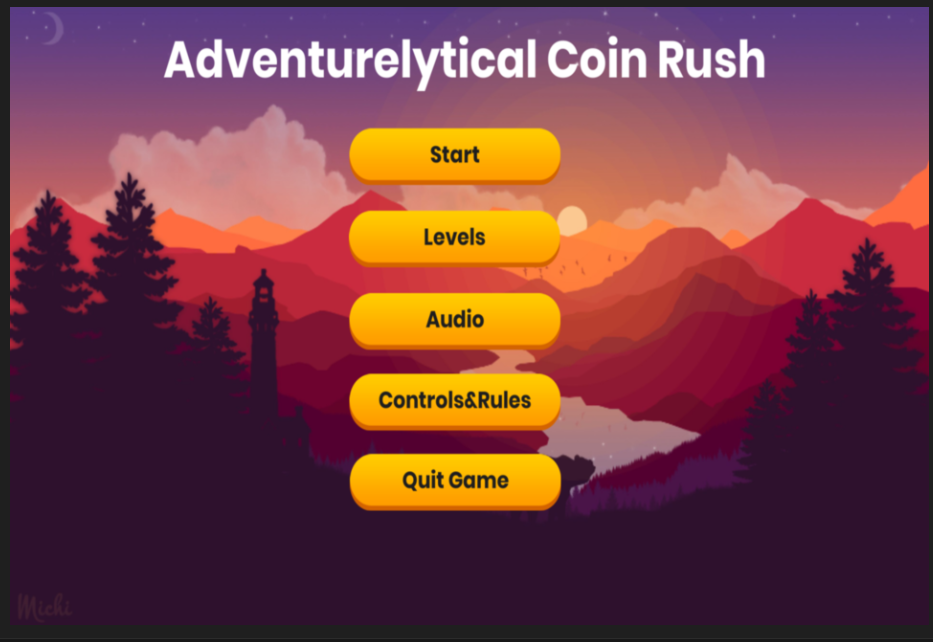 Adventurelytical Coin Rush
Start
Levels
Audio
Controls&Rules
Quit Game
Michi